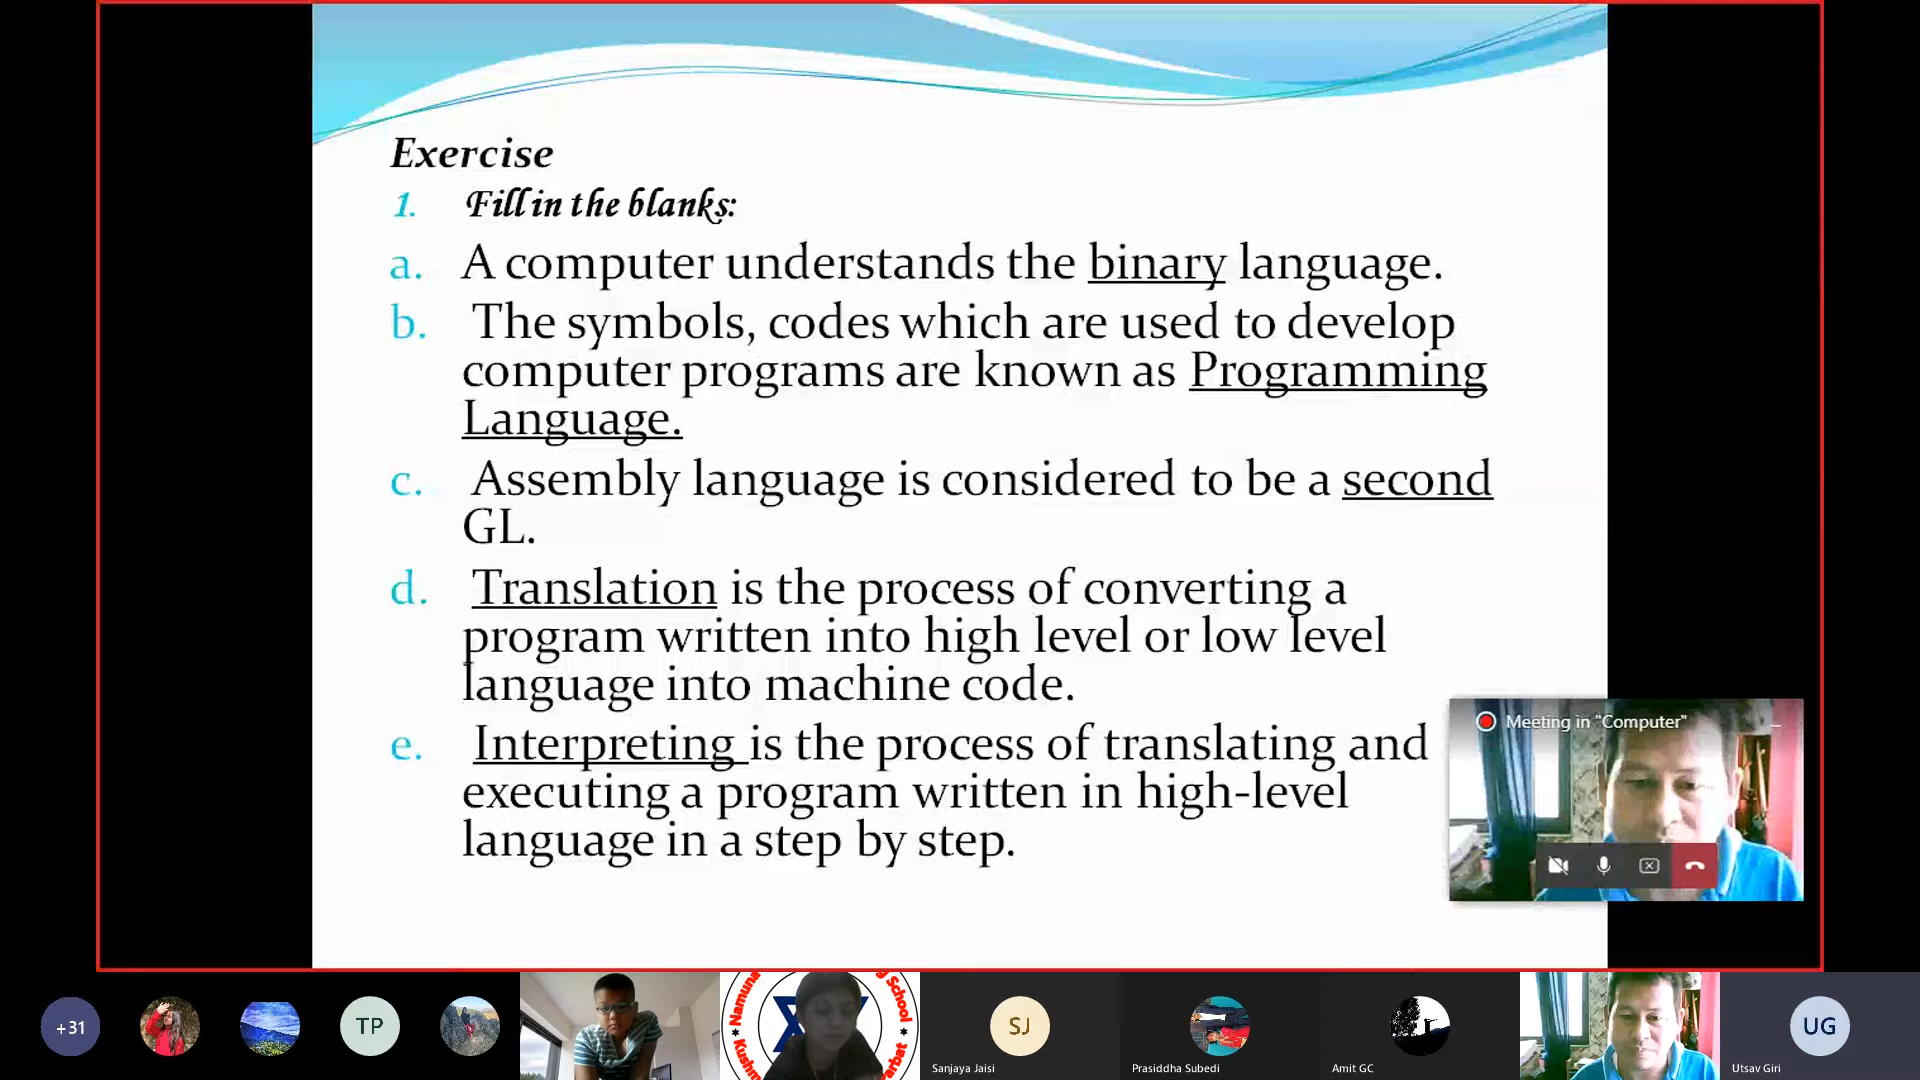 Exercise
1. Fill in the blanks:
a. A computer understands the binary language.
b. The symbols, codes which are used to develop
computer programs are known as Programming
Language.
c. Assembly language is considered to be a second
GL.
d. Translation is the process of converting a
program written into high level or low level
language into machine code.
e. Interpreting is the process of translating and
executing a program written in high-level
language in a step by step.
Meeting in "Computer"
+31
TP
Namuna
School
Kushm
SJ
Sanjaya Jaisi
Prasiddha Subedi
Amit GC
UG
Utsav Giri